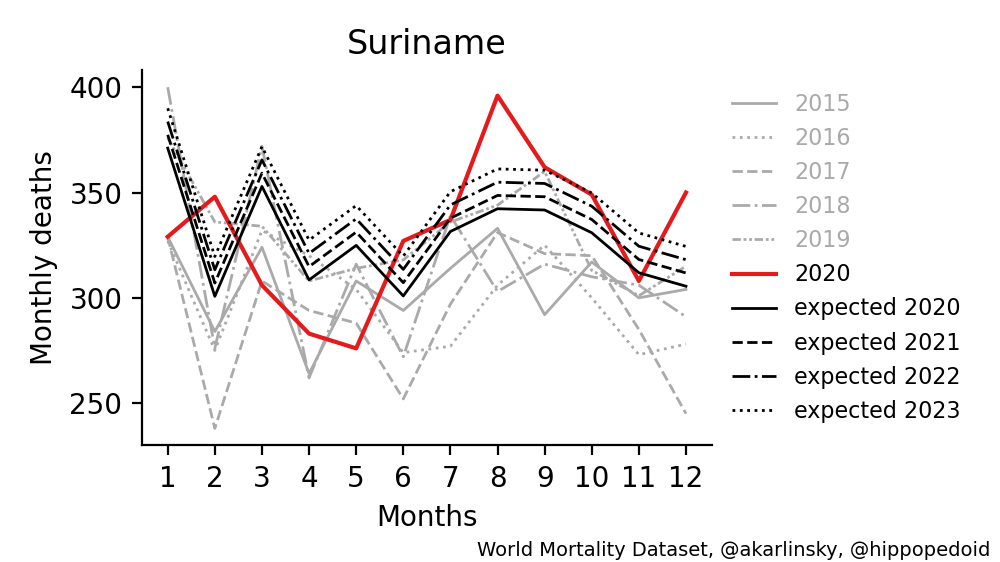 Suriname
Monthly deaths
400
350
300
250
1 2 3 4 5 6 7 8 9 10 11 12
Months
2015
2016
2017
2018
2019
2020
expected 2020
expected 2021
expected 2022
expected 2023
World Mortality Dataset, @akarlinsky, @hippopedoid